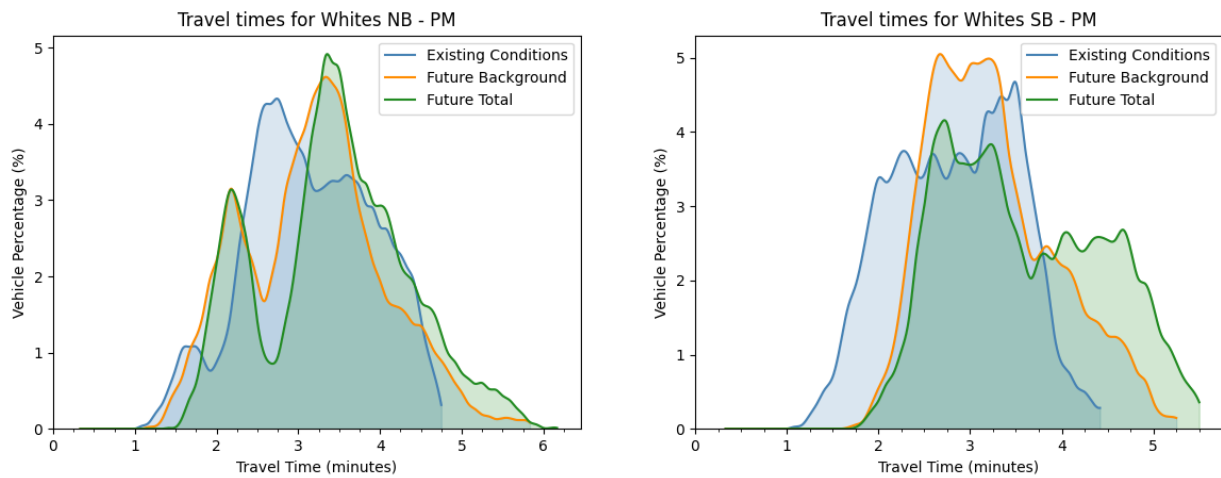 Travel times for Whites NB - PM
Vehicle Percentage (%)
5
4
3
2
1
0
Existing Conditions
Future Background
Future Total
0 1 2 3 4 5 6
Travel Time (minutes)
Travel times for Whites SB - PM
Vehicle Percentage (%)
5
4
3
2
1
0
Existing Conditions
Future Background
Future Total
0 1 2 3 4 5
Travel Time (minutes)